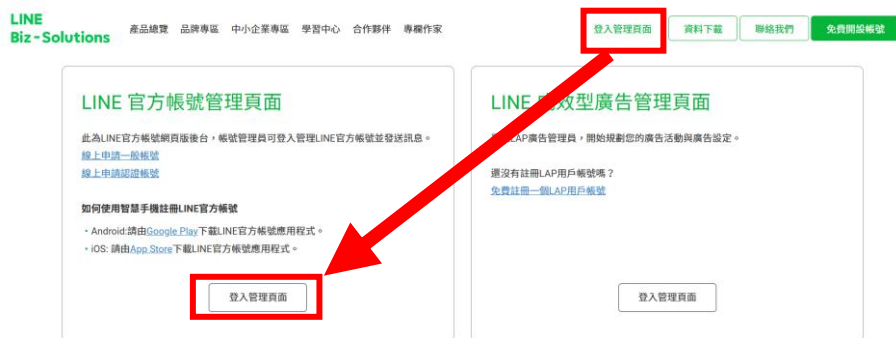 LINE
Biz-Solutions
產品總覽 品牌專區 中小企業專區 學習中心 合作夥伴 專欄作家
登入管理頁面 資料下載 聯絡我們 免費開設帳號
LINE 官方帳號管理頁面
此為LINE官方帳號網頁版後台，帳號管理員可登入管理LINE官方帳號並發送訊息。
線上申請一般帳號
線上申請認證帳號
如何使用智慧手機註冊LINE官方帳號
・Android:請由Google Play下載LINE官方帳號應用程式。
・iOS: 請由App Store下載LINE官方帳號應用程式。
登入管理頁面
LINE 效型廣告管理頁面
LAP廣告管理員，開始規劃您的廣告活動與廣告設定。
還沒有註冊LAP用戶帳號嗎？
免費註冊一個LAP用戶帳號
登入管理頁面